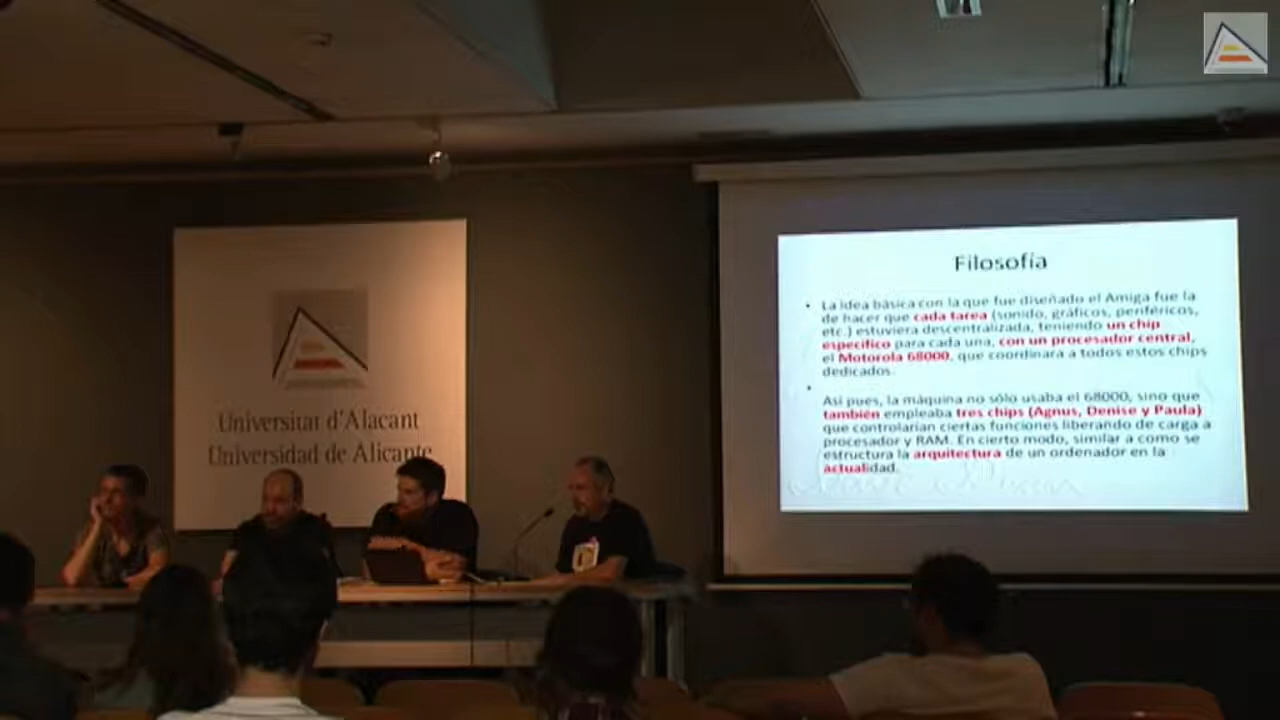 Universitat d'Alacant
Universidad de Alicante
Filosofía
La idea básica con la que fue diseñado el Amiga fue la
de hacer que cada tarea (sonido, gráficos, periféricos,
etc.) estuviera descentralizada, teniendo un chip
específico para cada una, con un procesador central,
el Motorola 68000, que coordinara a todos estos chips
dedicados.
Así pues, la máquina no sólo usaba el 68000, sino que
también empleaba tres chips (Agnus, Denise y Paula)
que controlarían ciertas funciones liberando de carga a
procesador y RAM. En cierto modo, similar a como se
estructura la arquitectura de un ordenador en la
actualidad.